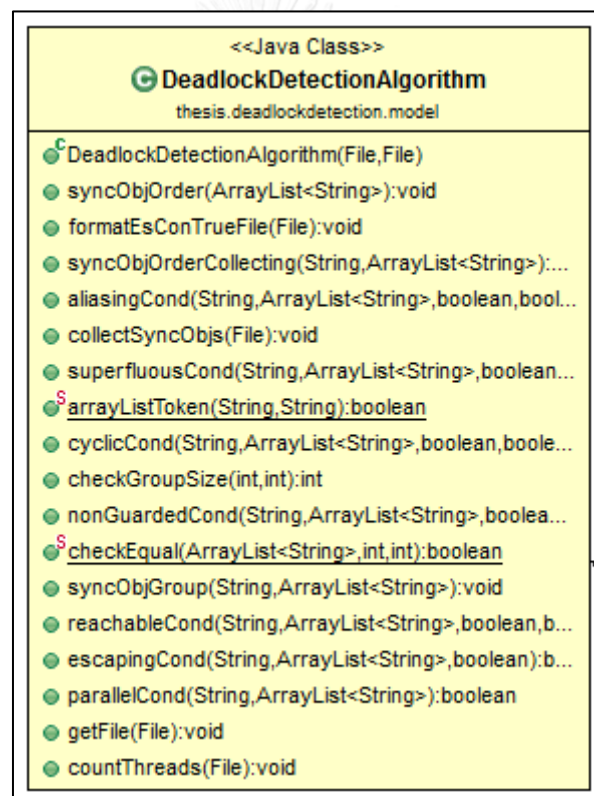 <<Java Class>>
C DeadlockDetectionAlgorithm
thesis.deadlockdetection.model
C DeadlockDetectionAlgorithm(File,File)
syncObjOrder(ArrayList<String>):void
formatEsConTrueFile(File):void
syncObjOrderCollecting(String,ArrayList<String>):...
aliasingCond(String,ArrayList<String>,boolean,bool...
collectSyncObjs(File):void
superfluousCond(String,ArrayList<String>,boolean...
S arrayListToken(String,String):boolean
cyclicCond(String,ArrayList<String>,boolean,boole...
checkGroupSize(int,int):int
nonGuardedCond(String,ArrayList<String>,boolea...
S checkEqual(ArrayList<String>,int,int):boolean
syncObjGroup(String,ArrayList<String>):void
reachableCond(String,ArrayList<String>,boolean,b...
escapingCond(String,ArrayList<String>,boolean):b...
parallelCond(String,ArrayList<String>):boolean
getFile(File):void
countThreads(File):void